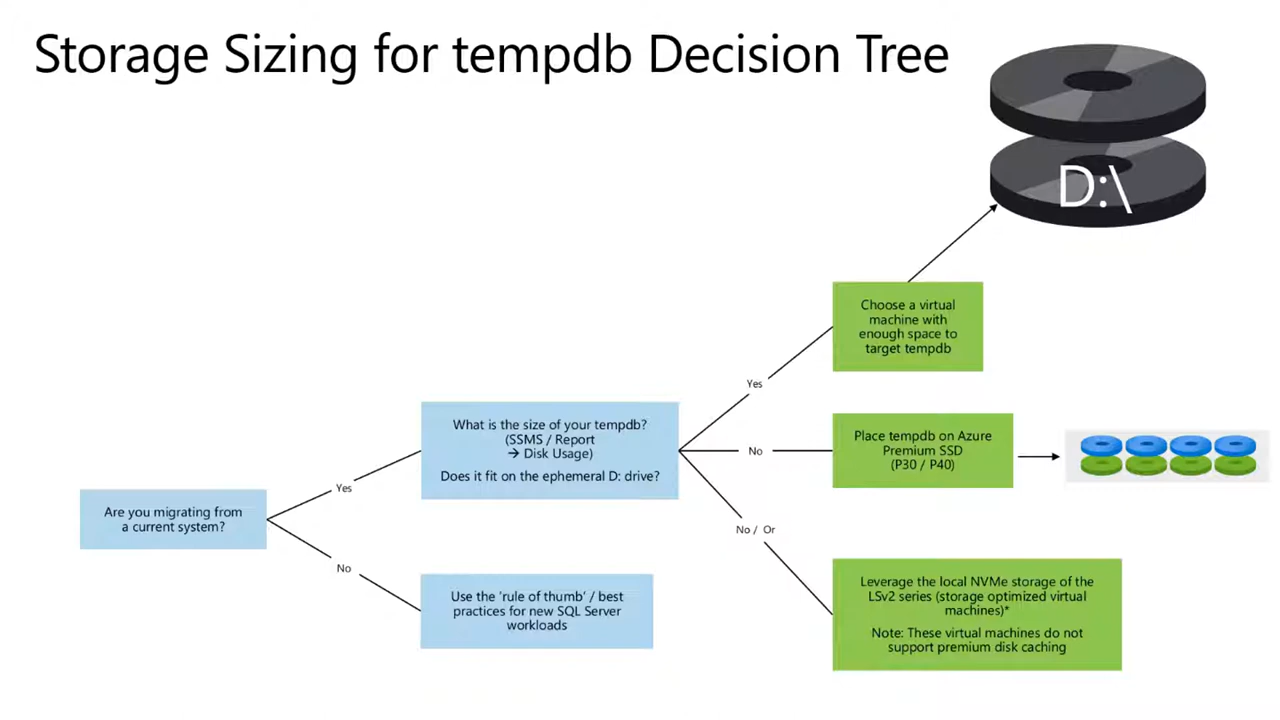 Storage Sizing for tempdb Decision Tree
D:\
Choose a virtual
machine with
enough space to
target tempdb
Yes
What is the size of your tempdb?
(SSMS / Report
→ Disk Usage)
Does it fit on the ephemeral D: drive?
No
Place tempdb on Azure
Premium SSD
(P30 / P40)
Yes
Are you migrating from
a current system?
No / Or
No
Use the 'rule of thumb' / best
practices for new SQL Server
workloads
Leverage the local NVMe storage of the
LSv2 series (storage optimized virtual
machines)*
Note: These virtual machines do not
support premium disk caching